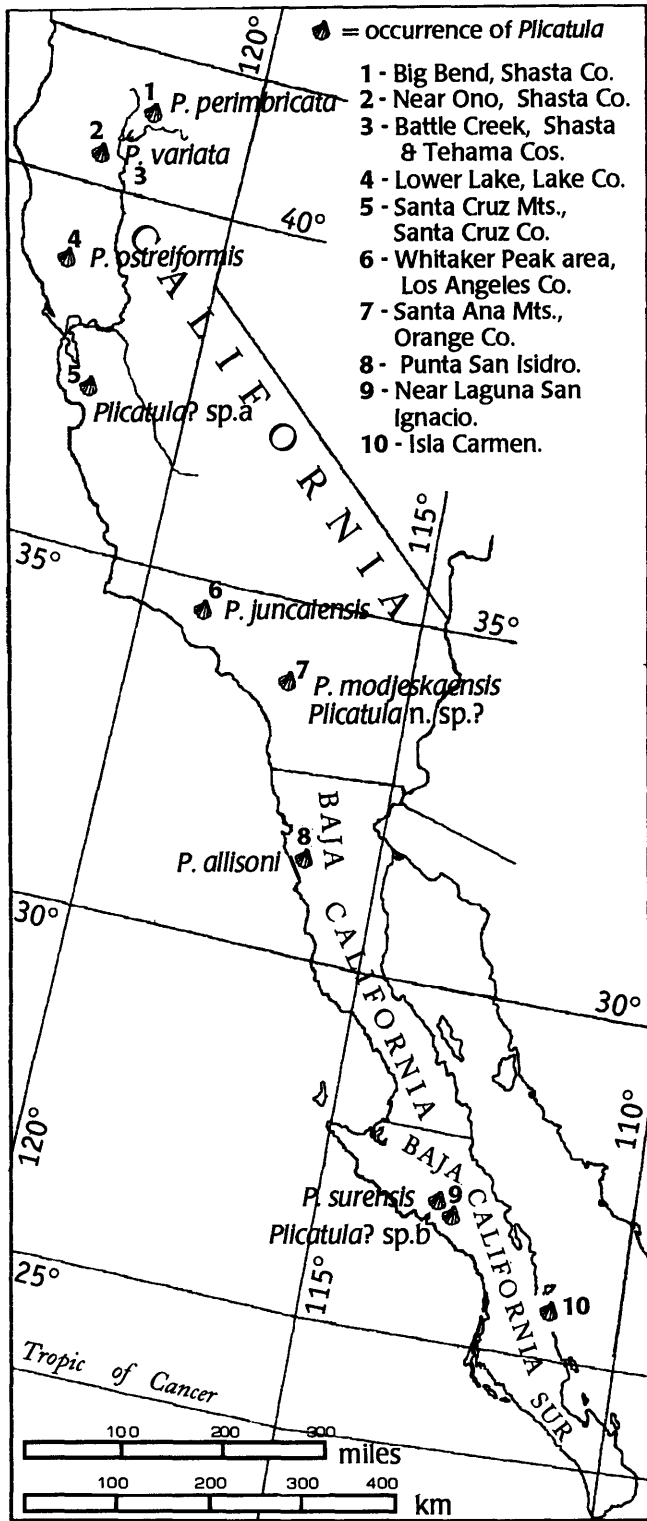 = occurrence of Plicatula
1 - Big Bend, Shasta Co.
2 - Near Ono, Shasta Co.
3 - Battle Creek, Shasta
& Tehama Cos.
4 - Lower Lake, Lake Co.
5 - Santa Cruz Mts.,
Santa Cruz Co.
6 - Whitaker Peak area,
Los Angeles Co.
7 - Santa Ana Mts.,
Orange Co.
8 - Punta San Isidro.
9 - Near Laguna San
Ignacio.
10 - Isla Carmen.
120°
1
P. perimbricata
2
P. variata
3
40°
4
P. ostreiformis
CALIFORNIA
5
Plicatula? sp.a
115°
35°
35°
6
P. juncalensis
7
P. modjeskaensis
Plicatula n. sp.?
BAJA CALIFORNIA
8
P. allisoni
30°
30°
120°
110°
BAJA CALIFORNIA SUR
P. surensis
9
Plicatula? sp.b
25°
115°
10
Tropic of Cancer
100 200 300
miles
100 200 300 400
km